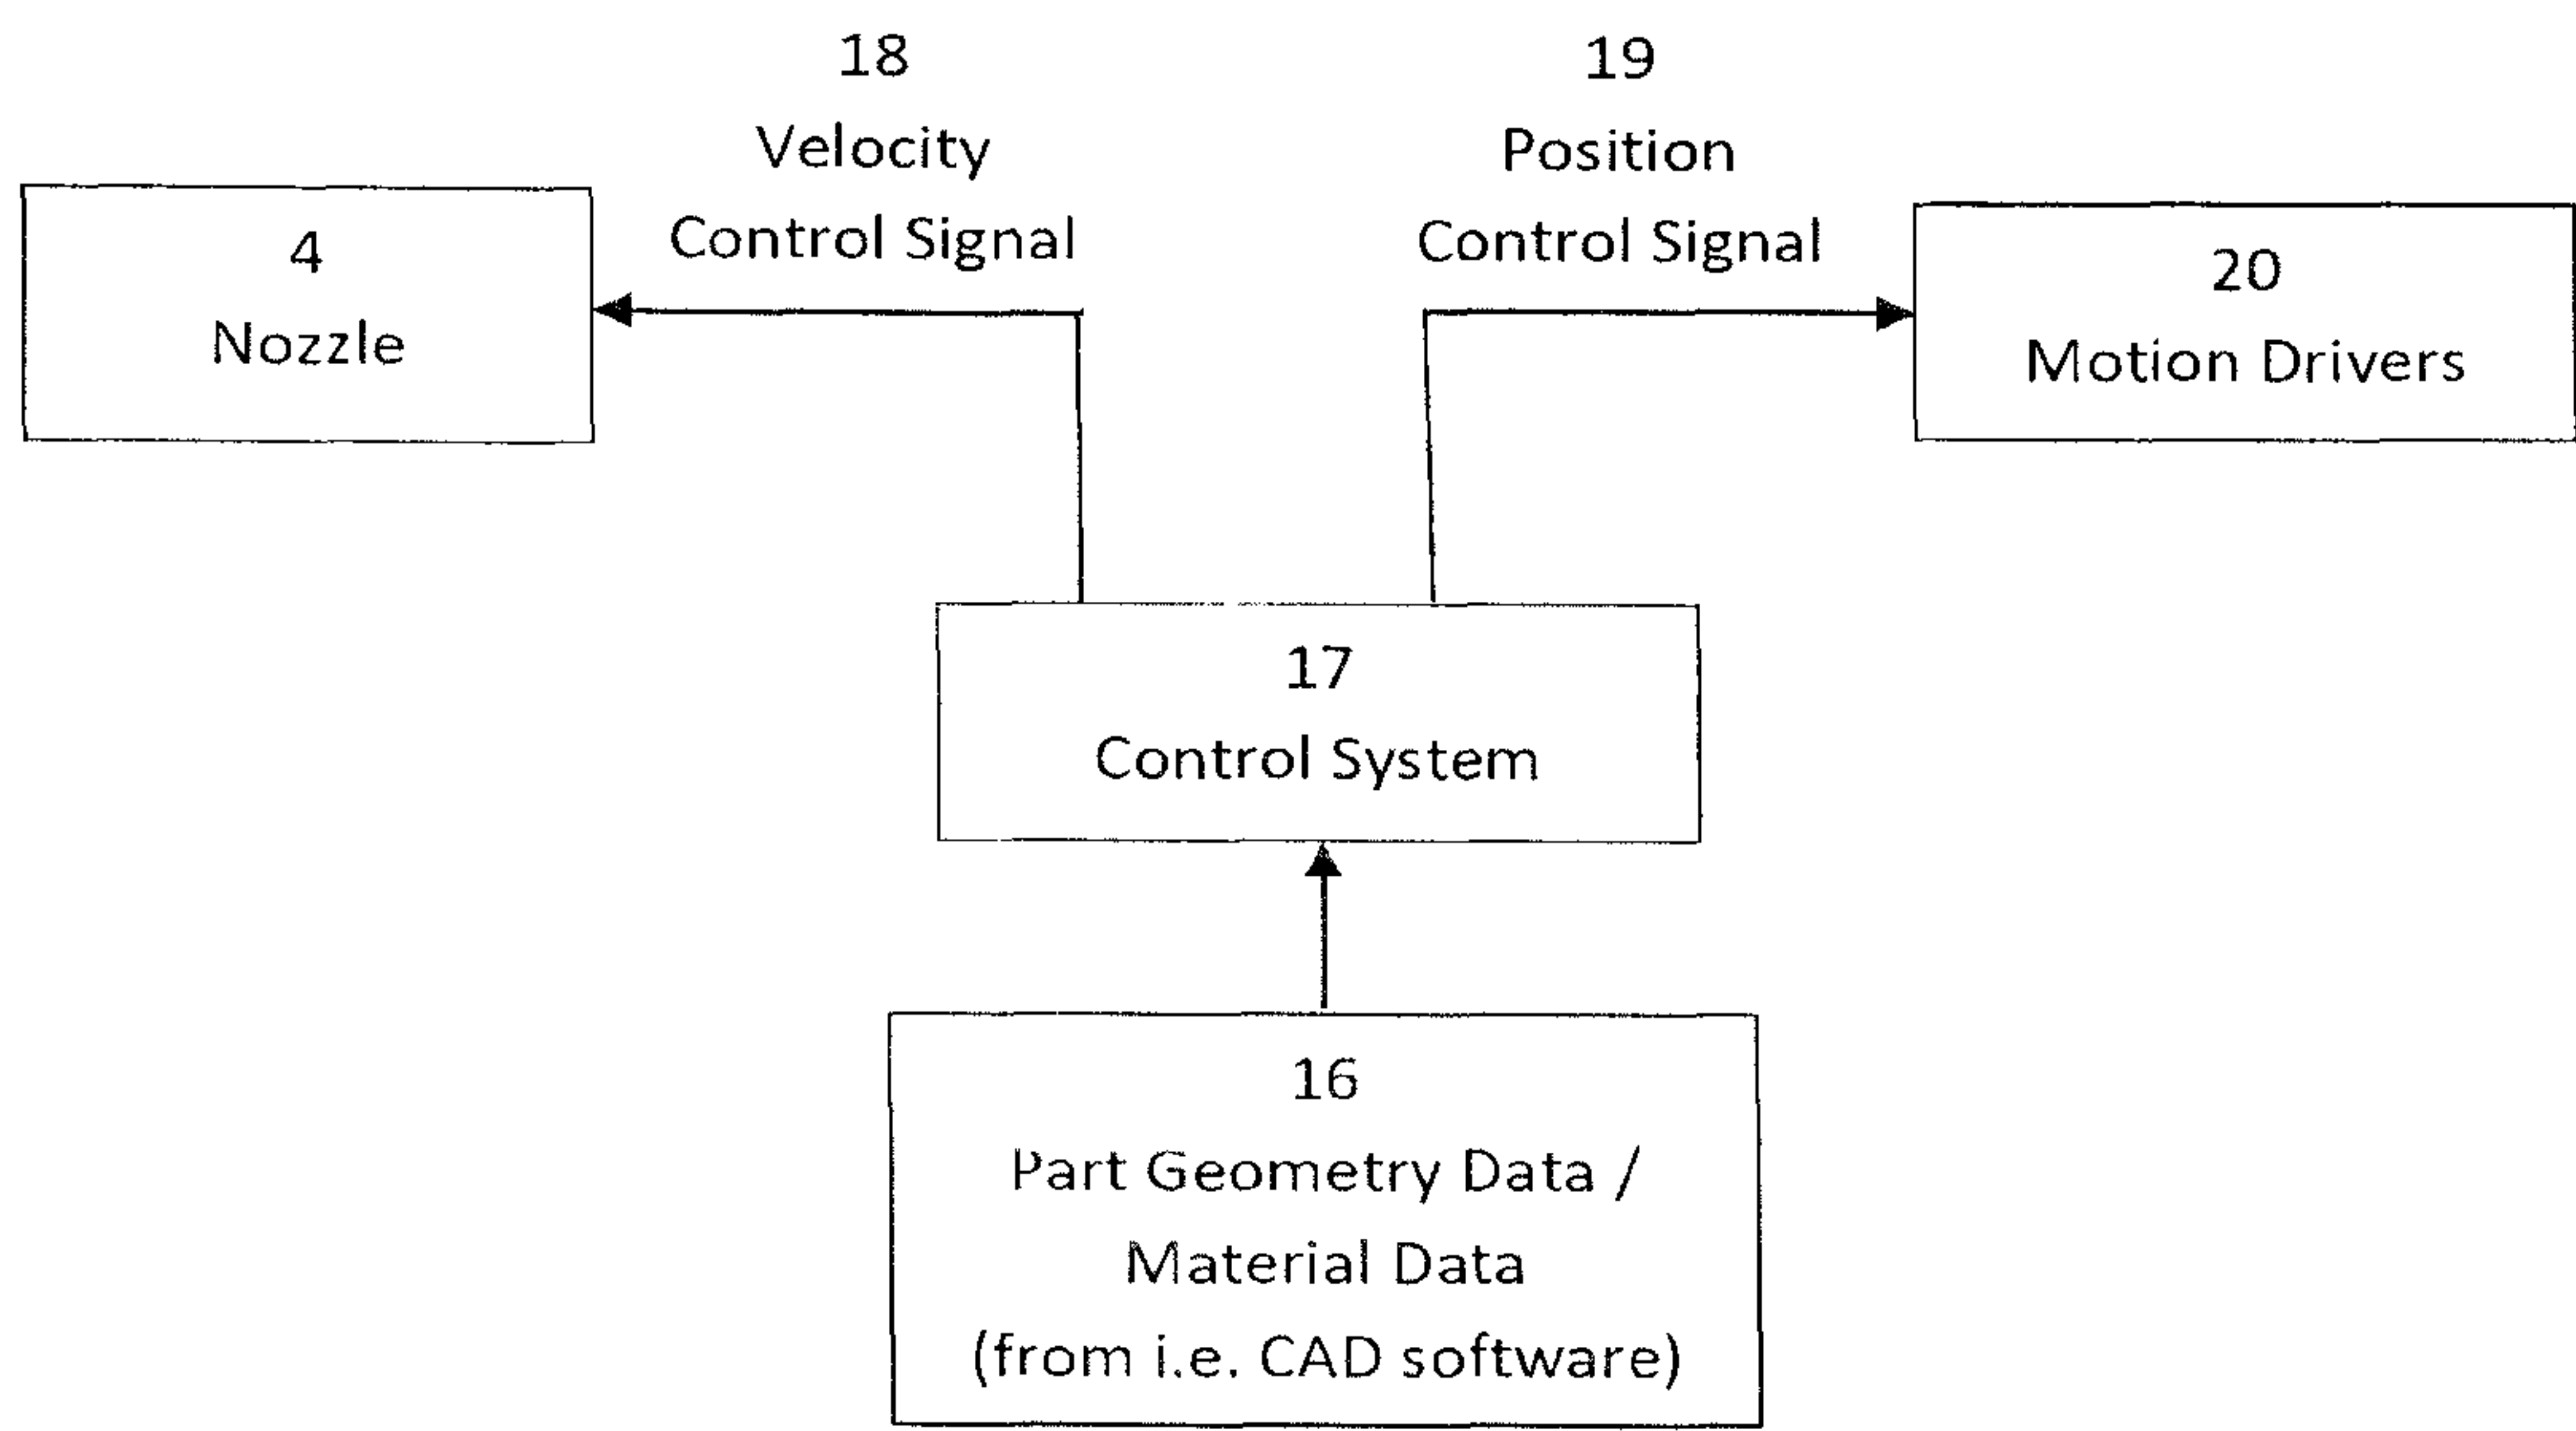 18
Velocity
Control Signal
19
Position
Control Signal
4
Nozzle
20
Motion Drivers
17
Control System
16
Part Geometry Data /
Material Data
(from i.e. CAD software)